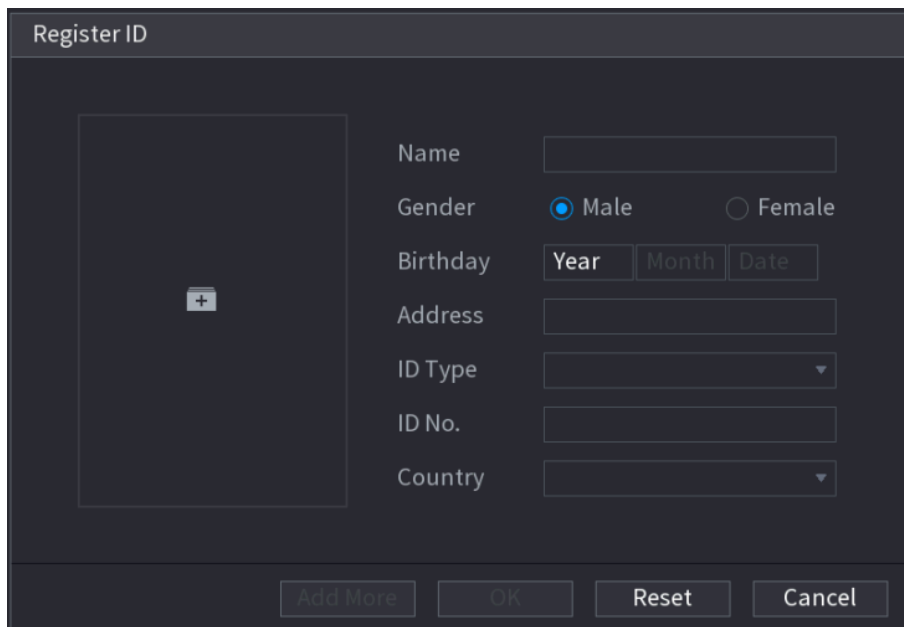 Register ID
Name
Gender Male Female
Birthday Year Month Date
Address
ID Type
ID No.
Country
Add More OK Reset Cancel